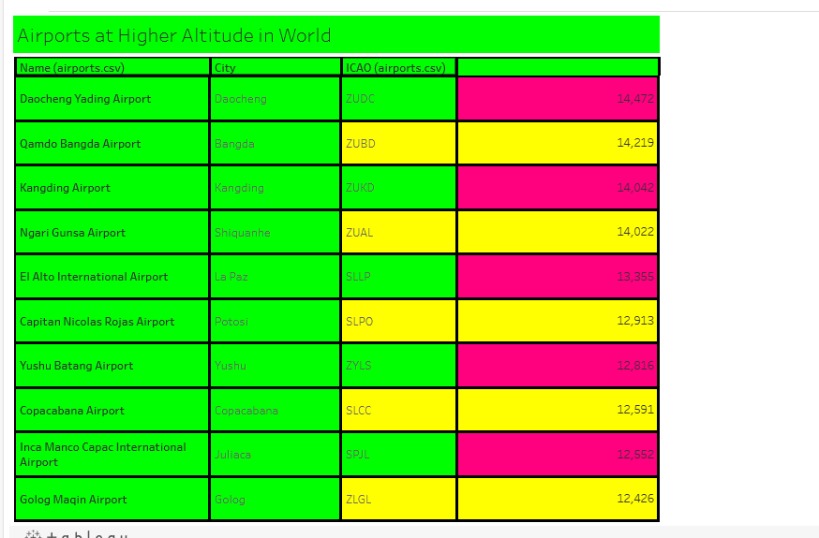 Airports at Higher Altitude in World
Name (airports.csv) City ICAO (airports.csv)
Daocheng Yading Airport Daocheng ZUDC 14,472
Qamdo Bangda Airport Bangda ZUBD 14,219
Kangding Airport Kangding ZUKD 14,042
Ngari Gunsa Airport Shiquanhe ZUAL 14,022
El Alto International Airport La Paz SLLP 13,355
Capitan Nicolas Rojas Airport Potosi SLPO 12,913
Yushu Batang Airport Yushu ZYLS 12,816
Copacabana Airport Copacabana SLCC 12,591
Inca Manco Capac International
Airport Juliaca SPJL 12,552
Golog Maqin Airport Golog ZLGL 12,426
tableau